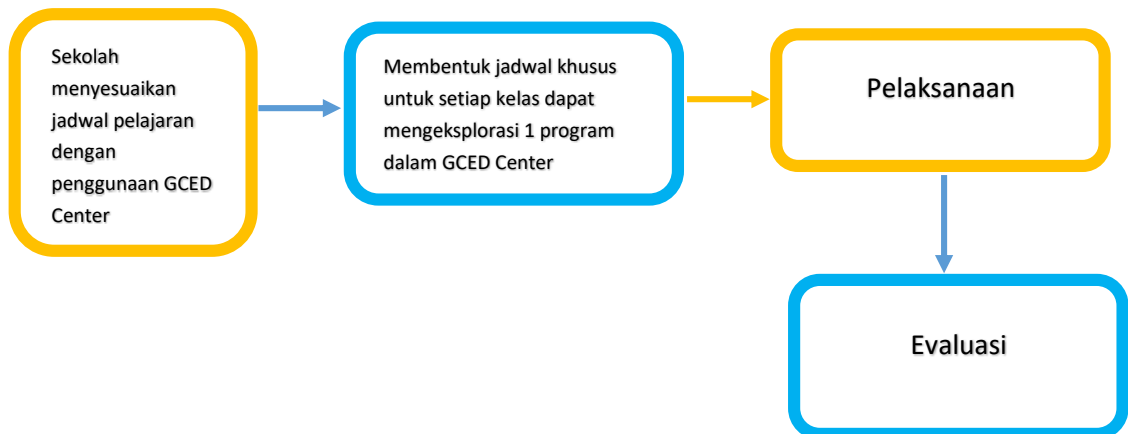 Sekolah
menyesuaikan
jadwal pelajaran
dengan
penggunaan GCED
Center
Membentuk jadwal khusus
untuk setiap kelas dapat
mengeksplorasi 1 program
dalam GCED Center
Pelaksanaan
Evaluasi